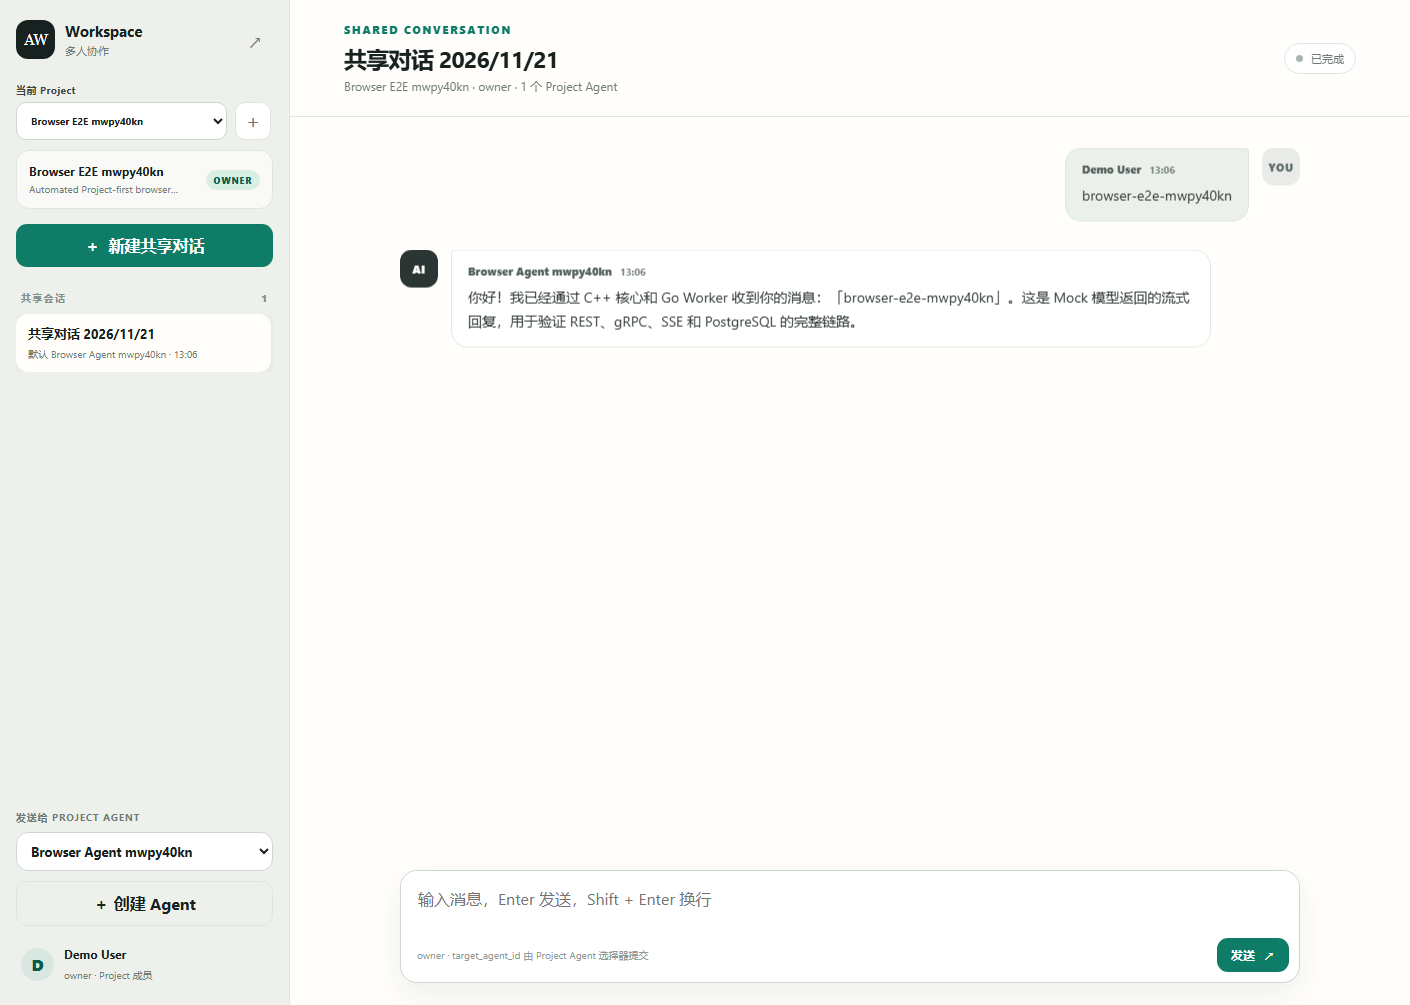 AW
Workspace
多人协作
↗
当前 Project
Browser E2E mwpy40kn
+
Browser E2E mwpy40kn
Automated Project-first browser...
OWNER
+ 新建共享对话
共享会话
1
共享对话 2026/11/21
默认 Browser Agent mwpy40kn · 13:06
发送给 PROJECT AGENT
Browser Agent mwpy40kn
+ 创建 Agent
D
Demo User
owner · Project 成员
SHARED CONVERSATION
共享对话 2026/11/21
Browser E2E mwpy40kn · owner · 1 个 Project Agent
已完成
Demo User 13:06
browser-e2e-mwpy40kn
YOU
AI
Browser Agent mwpy40kn 13:06
你好！我已经通过 C++ 核心和 Go Worker 收到你的消息：「browser-e2e-mwpy40kn」。这是 Mock 模型返回的流式
回复，用于验证 REST、gRPC、SSE 和 PostgreSQL 的完整链路。
输入消息，Enter 发送，Shift + Enter 换行
owner · target_agent_id 由 Project Agent 选择器提交
发送 ↗